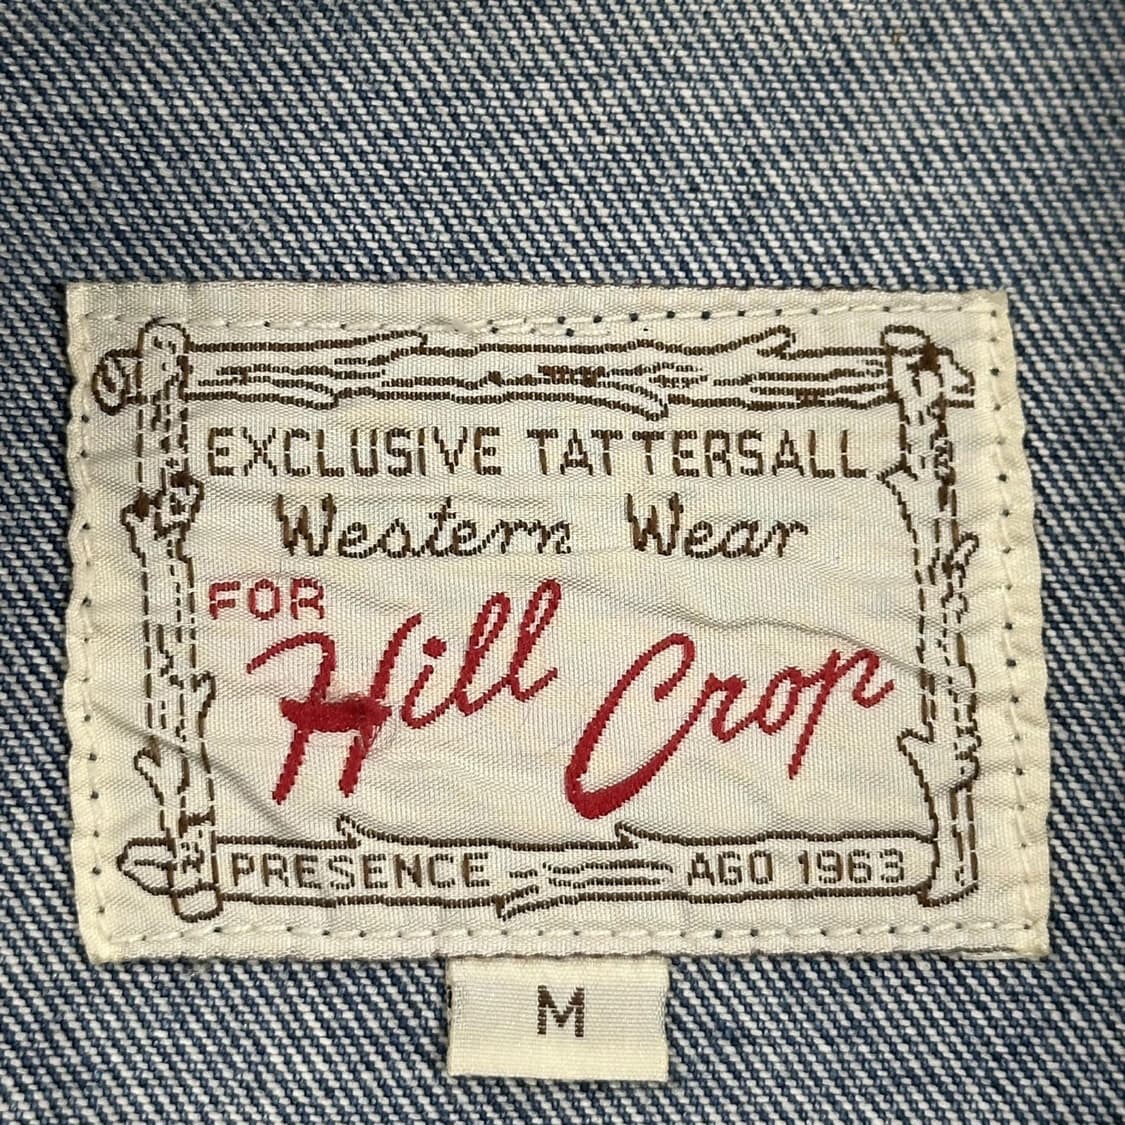 EXCLUSIVE TATTERSALL
Western Wear
FOR
Hill Crop
PRESENCE AGO 1963
M